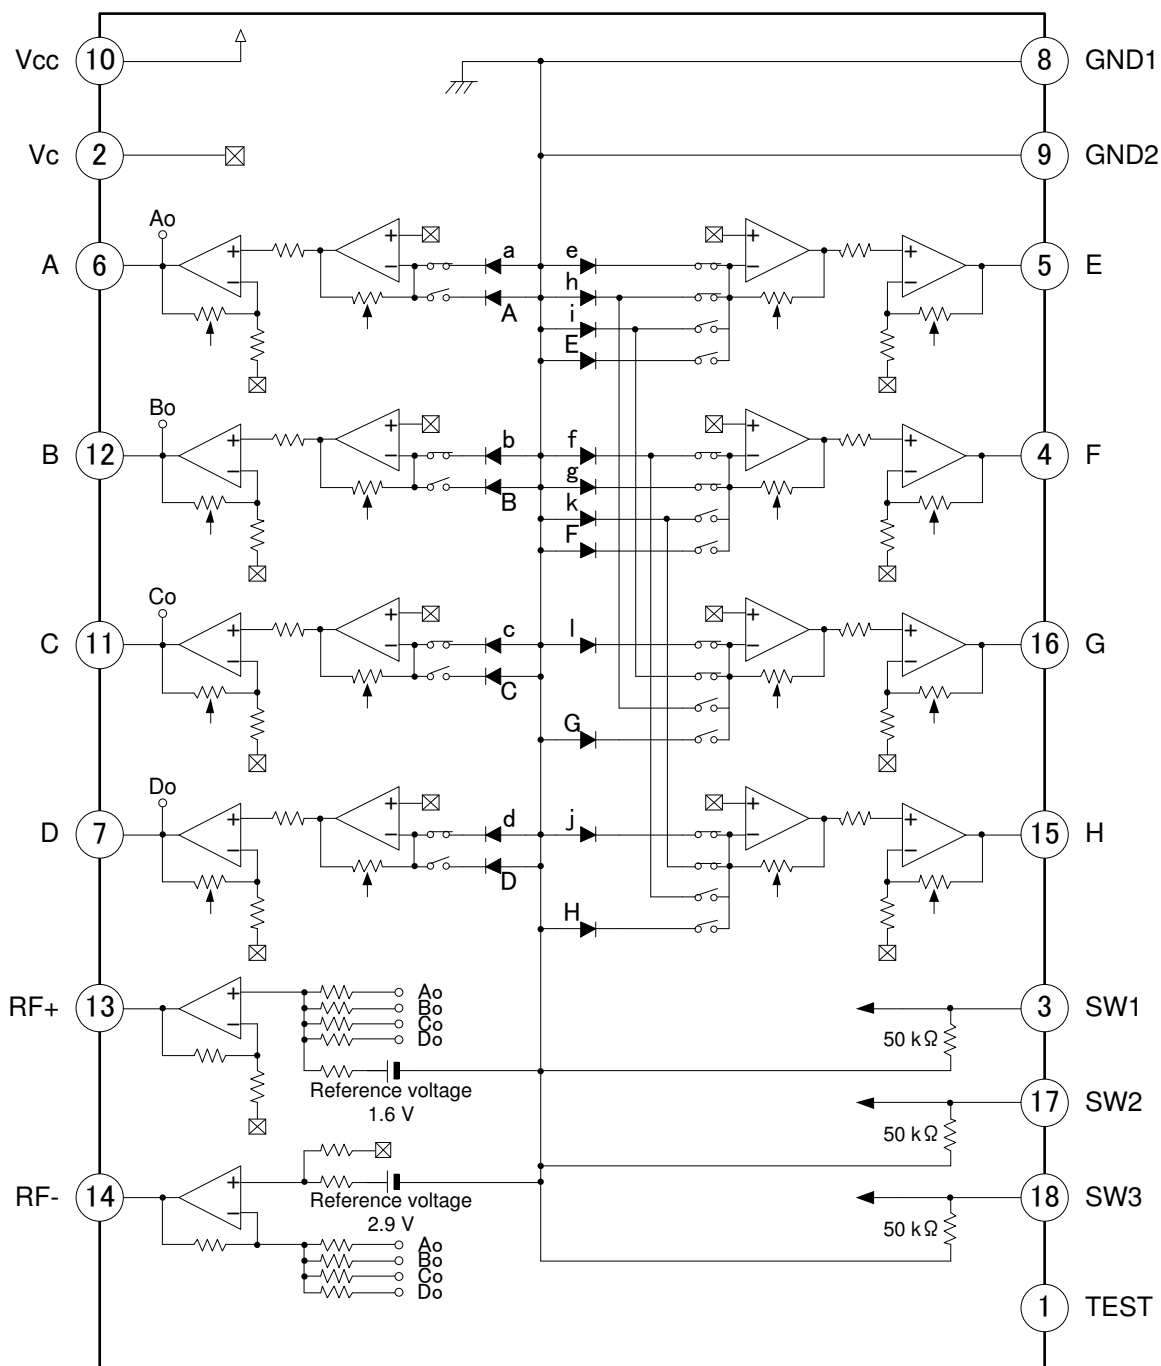 Vcc 10 8 GND1
Vc 2 9 GND2
Ao
A 6 + − + − a e + − + − 5 E
A h
i
E
Bo
B 12 + − + − b f + − + − 4 F
B g
k
F
Co
C 11 + − + − c l + − + − 16 G
C
G
Do
D 7 + − + − d j + − + − 15 H
D
H
RF+ 13 + −
Ao
Bo
Co
Do
Reference voltage
1.6 V
3 SW1
50 kΩ
17 SW2
50 kΩ
RF- 14 + −
Reference voltage
2.9 V
Ao
Bo
Co
Do
18 SW3
50 kΩ
1 TEST